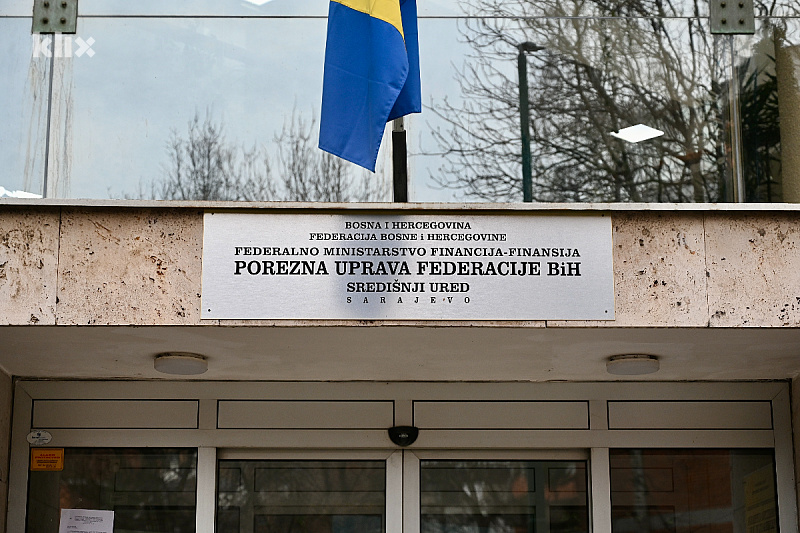 KLIX
BOSNA I HERCEGOVINA
FEDERACIJA BOSNE i HERCEGOVINE
FEDERALNO MINISTARSTVO FINANCIJA-FINANSIJA
POREZNA UPRAVA FEDERACIJE BiH
SREDIŠNJI URED
SARAJEVO